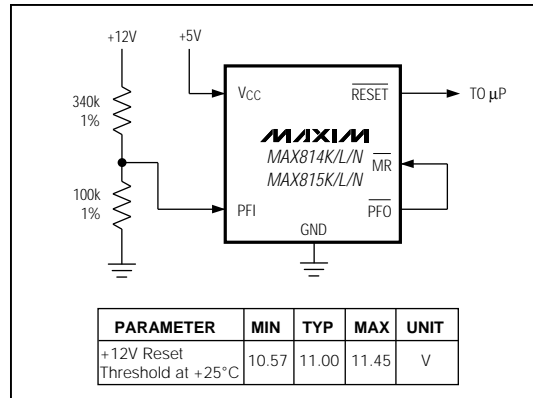 +12V
+5V
340k
1%
VCC
RESET
TO µP
MAXIM
MAX814K/L/N
MAX815K/L/N
MR
100k
1%
PFI
PFO
GND
PARAMETER MIN TYP MAX UNIT
+12V Reset
Threshold at +25°C 10.57 11.00 11.45 V